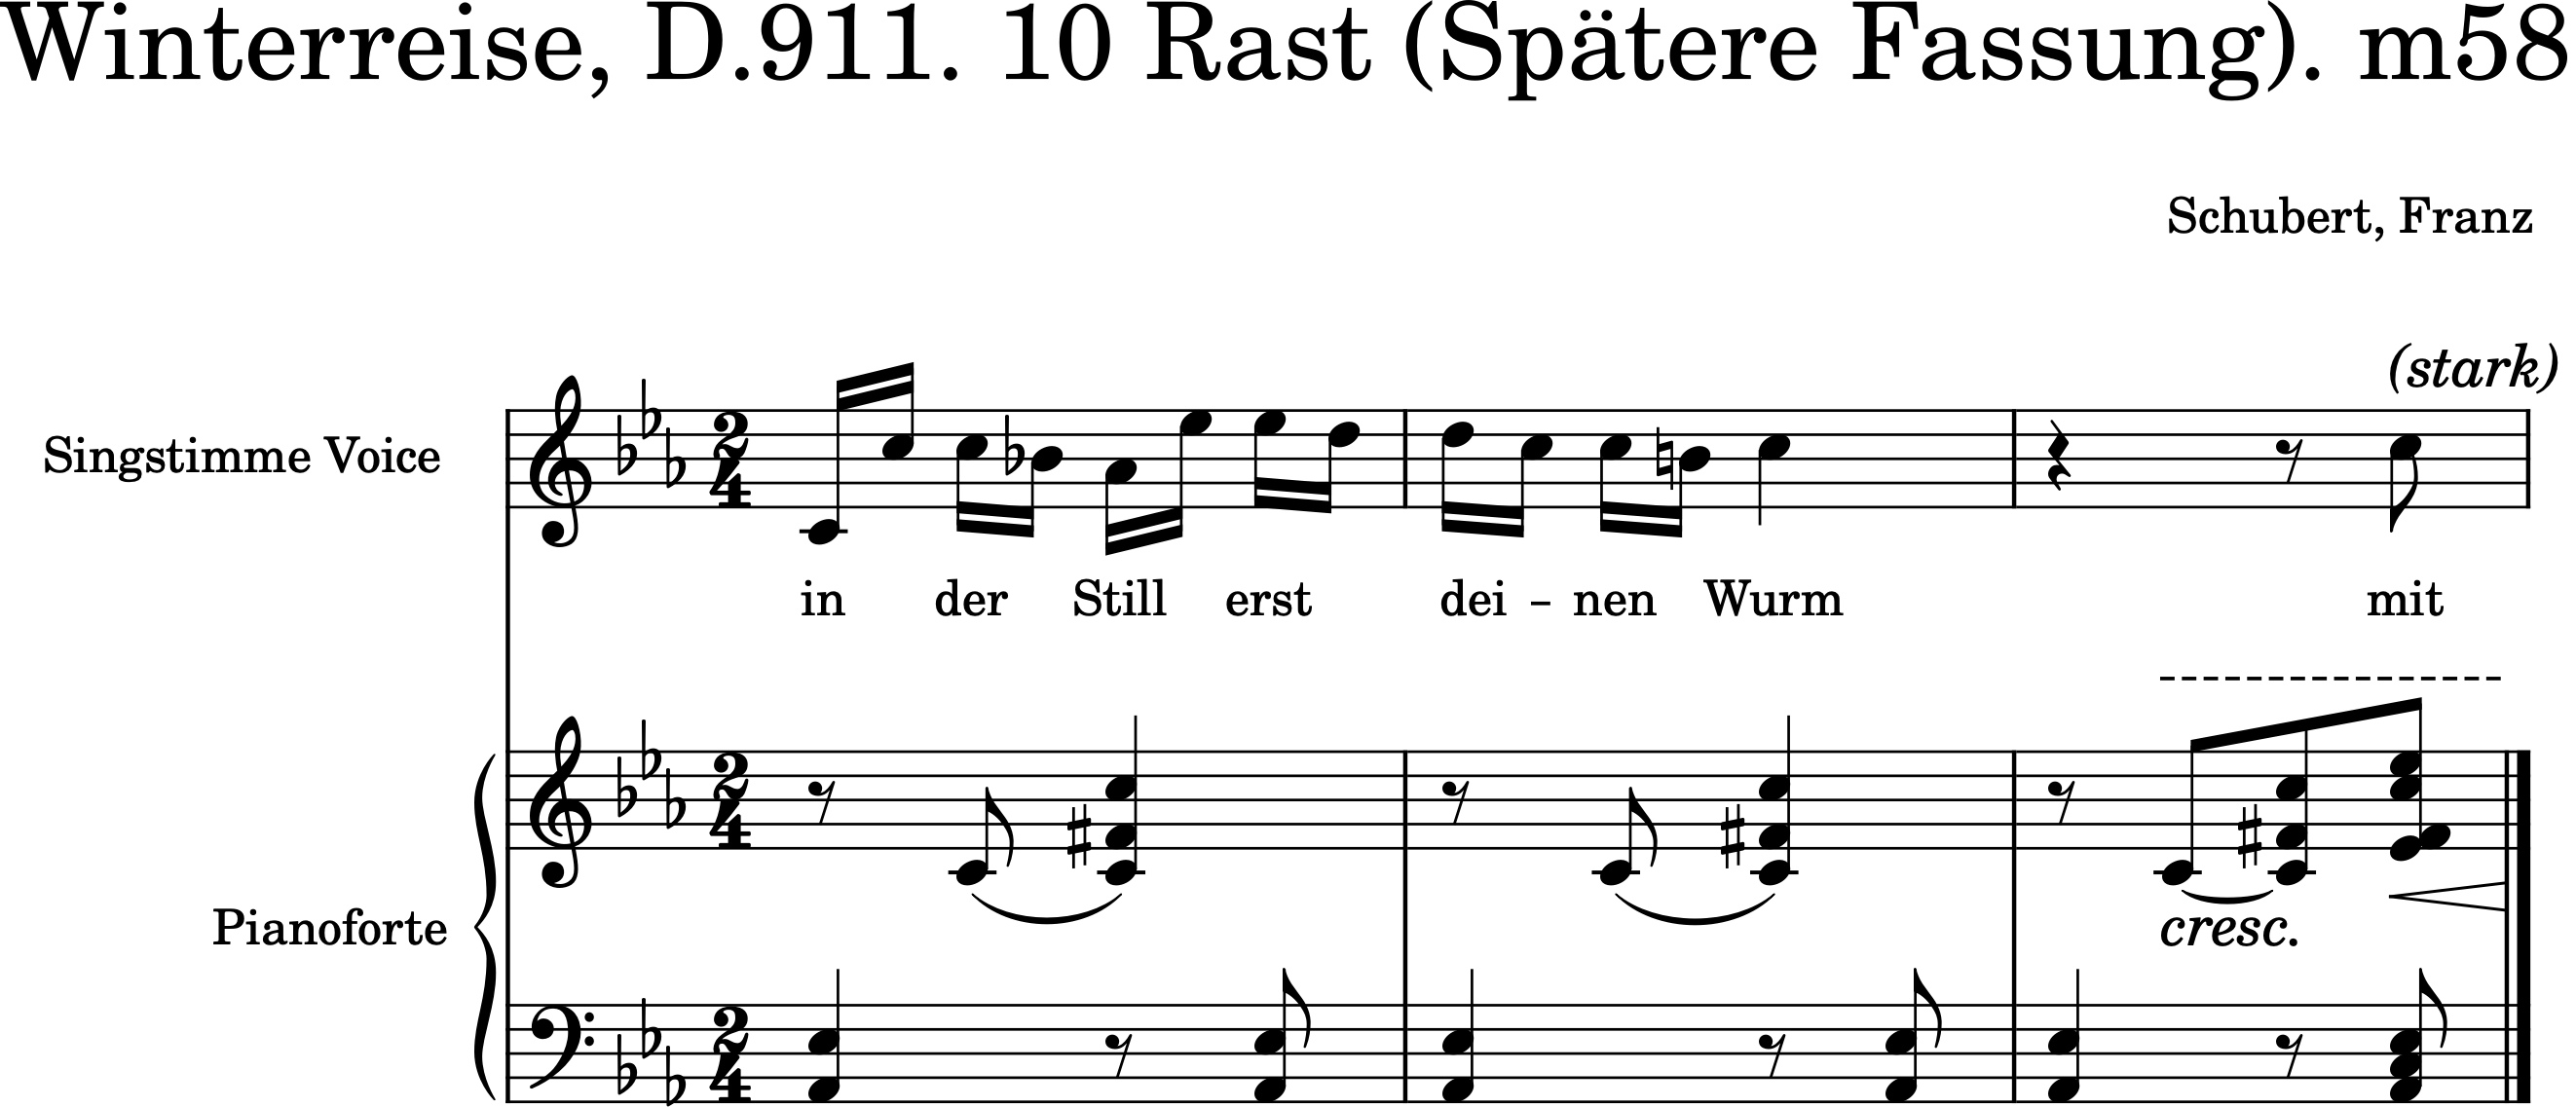 Winterreise, D.911. 10 Rast (Spätere Fassung). m58
Schubert, Franz
(stark)
Singstimme Voice
in der Still erst dei - nen Wurm mit
Pianoforte
cresc.